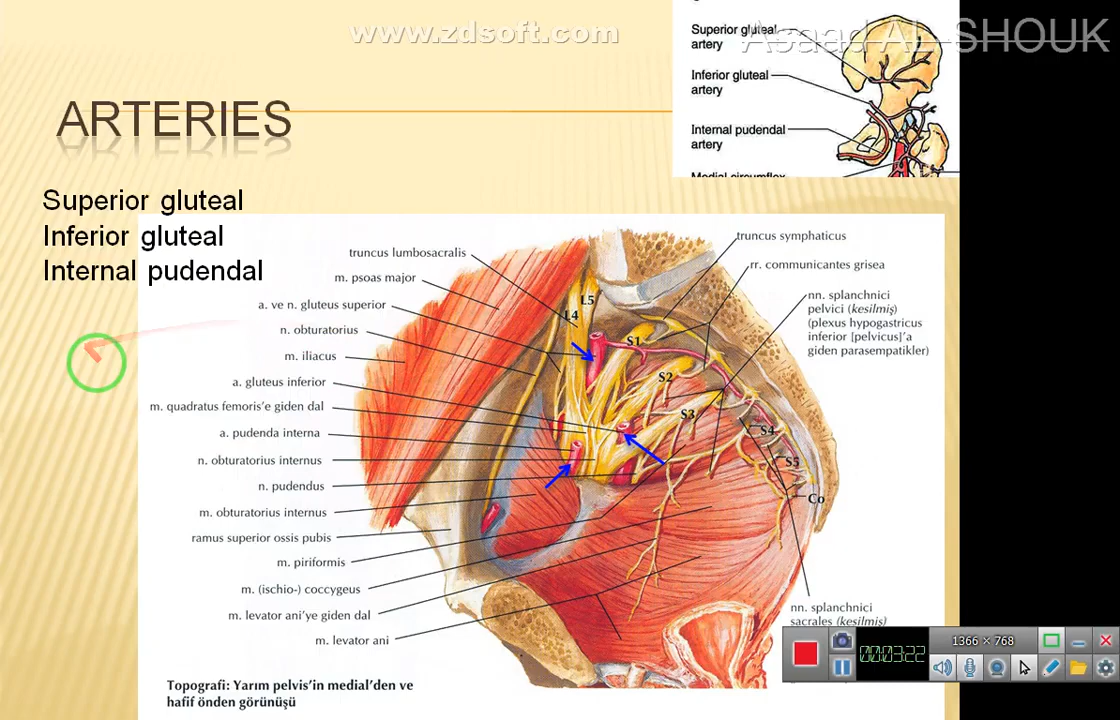 www.zdsoft.com
Asaad AL-SHOUK
Superior gluteal
artery
Inferior gluteal
artery
Internal pudendal
artery
Medial circumflex
ARTERIES
Superior gluteal
Inferior gluteal
Internal pudendal
truncus lumbosacralis
m. psoas major
a. ve n. gluteus superior
n. obturatorius
m. iliacus
a. gluteus inferior
m. quadratus femoris'e giden dal
a. pudenda interna
n. obturatorius internus
n. pudendus
m. obturatorius internus
ramus superior ossis pubis
m. piriformis
m. (ischio-) coccygeus
m. levator ani'ye giden dal
m. levator ani
truncus symphaticus
rr. communicantes grisea
nn. splanchnici
pelvici (kesilmiş)
(plexus hypogastricus
inferior [pelvicus]'a
giden parasempatikler)
L5
L4
S1
S2
S3
S4
S5
Co
nn. splanchnici
sacrales (kesilmiş)
Topografi: Yarım pelvis'in medial'den ve
hafif önden görünüşü
1366 × 768
00:03:22